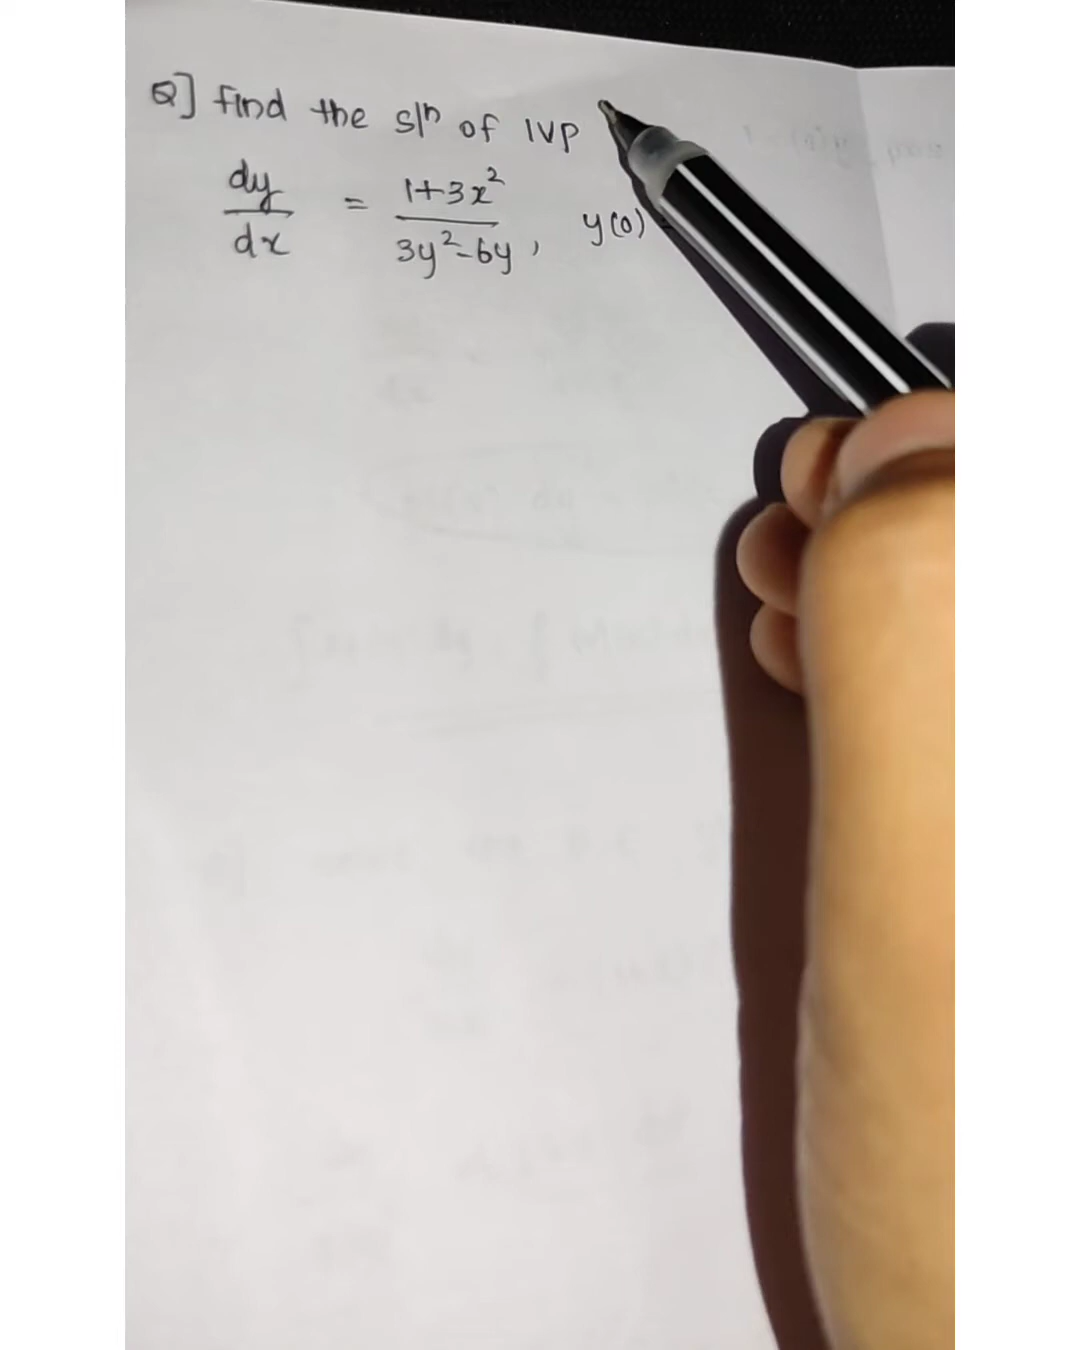 Q] find the s/n of IVP
dy/dx = 1+3x²/3y²-6y, y(0)